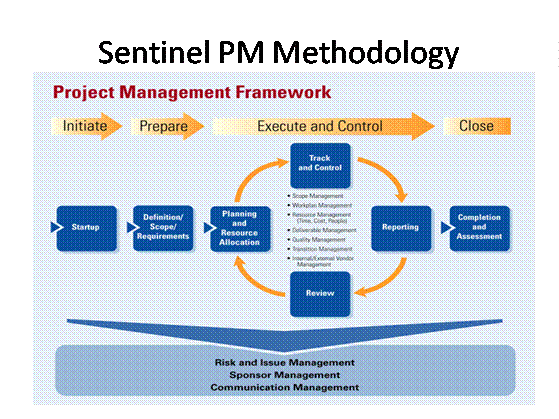 Sentinel PM Methodology
Project Management Framework
Initiate
Prepare
Execute and Control
Close
Track
and Control
• Scope Management
• Workplan Management
• Resource Management
(Time, Cost, People)
• Deliverable Management
• Quality Management
• Transition Management
• Internal/External Vendor
Management
Startup
Definition/
Scope/
Requirements
Planning
and
Resource
Allocation
Reporting
Completion
and
Assessment
Review
Risk and Issue Management
Sponsor Management
Communication Management